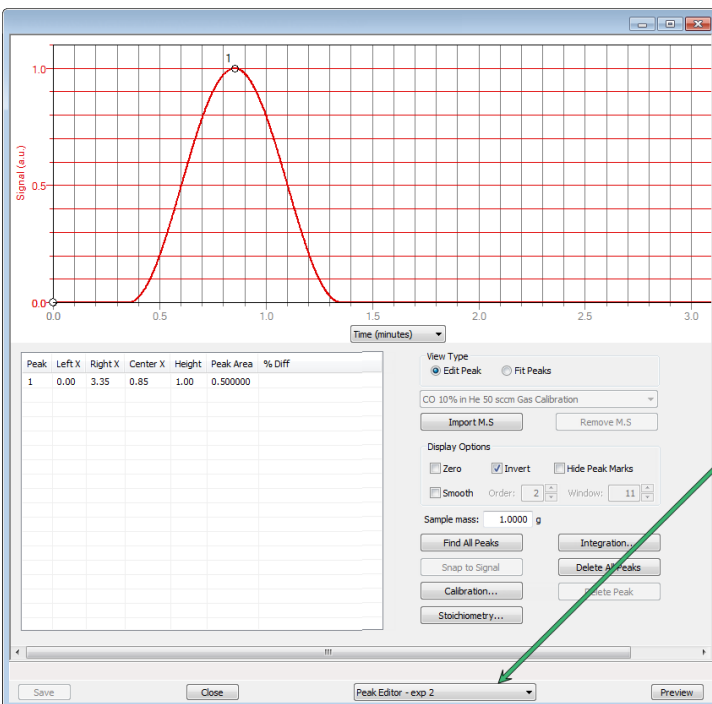 1
1.0
Signal (a.u.)
0.5
0.0
0.0 0.5 1.0 1.5 2.0 2.5 3.0
Time (minutes)
Peak Left X Right X Center X Height Peak Area % Diff
1 0.00 3.35 0.85 1.00 0.500000
View Type
Edit Peak Fit Peaks
CO 10% in He 50 sccm Gas Calibration
Import M.S Remove M.S
Display Options
Zero Invert Hide Peak Marks
Smooth Order: 2 Window: 11
Sample mass: 1.0000 g
Find All Peaks Integration...
Snap to Signal Delete All Peaks
Calibration... Delete Peak
Stoichiometry...
Save Close Peak Editor - exp 2 Preview